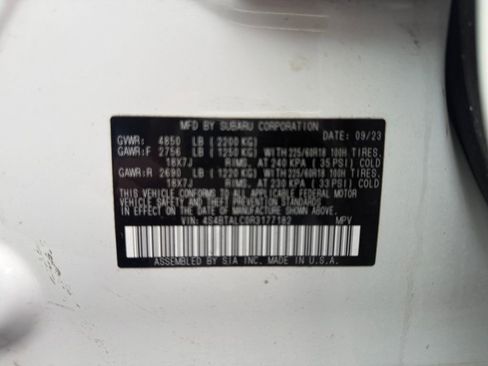 MFD BY SUBARU CORPORATION DATE: 09/23
GVWR: 4850 LB (2200 KG)
GAWR:F 2756 LB (1250 KG) WITH 225/60R18 100H TIRES.
18X7J RIMS, AT 240 KPA (35 PSI) COLD
GAWR:R 2690 LB (1220 KG) WITH 225/60R18 100H TIRES.
18X7J RIMS, AT 230 KPA (33 PSI) COLD
THIS VEHICLE CONFORMS TO ALL APPLICABLE FEDERAL MOTOR
VEHICLE SAFETY, BUMPER, AND THEFT PREVENTION STANDARDS
IN EFFECT ON THE DATE OF MANUFACTURE SHOWN ABOVE.
VIN: 4S4BTALC0R3177182 MPV
ASSEMBLED BY SIA INC. MADE IN U.S.A.